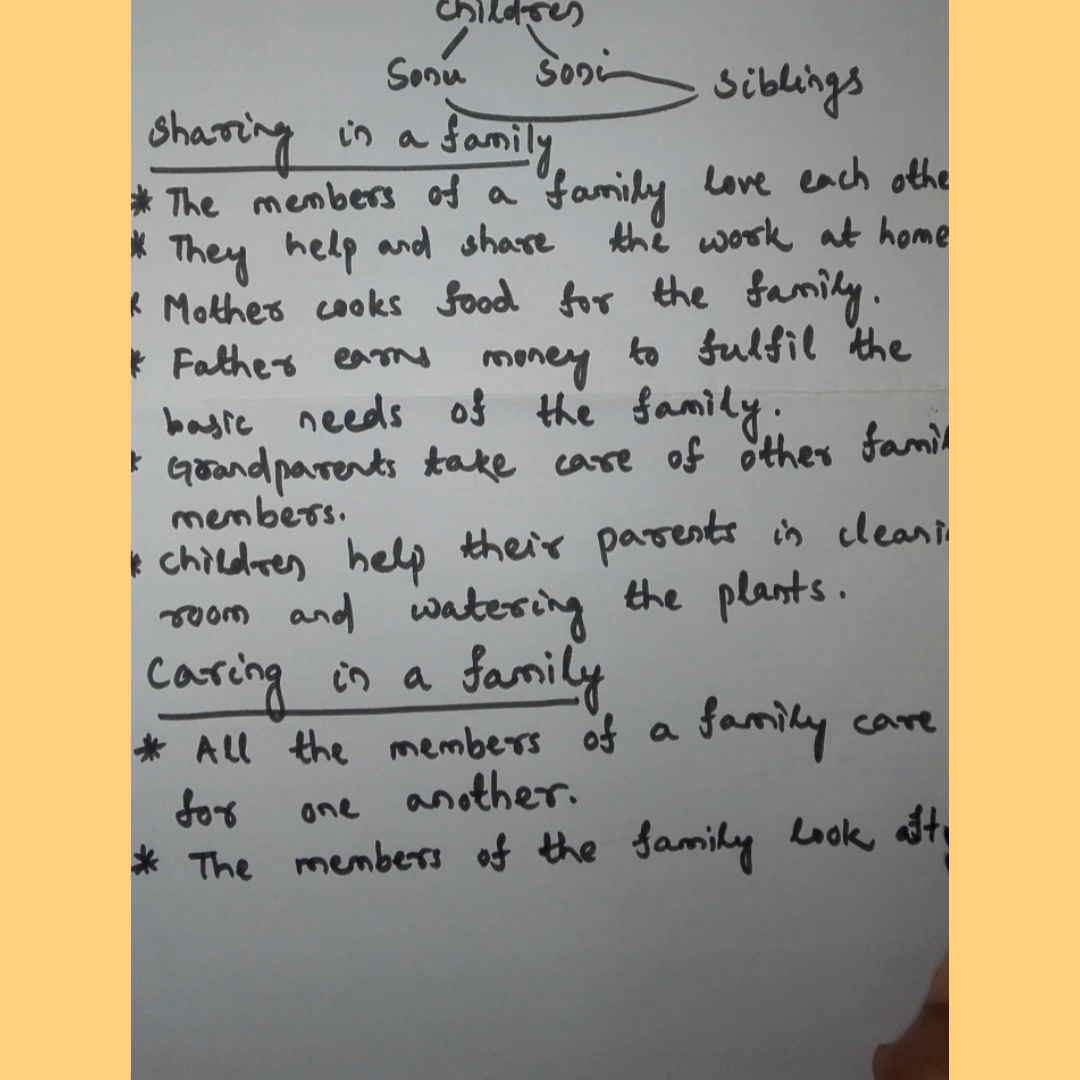 children
Sonu Soni siblings
Sharing in a family
* The members of a family love each othe
* They help and share the work at home
* Mother cooks food for the family.
* Father earns money to fulfil the
basic needs of the family.
* Grandparents take care of other famil
members.
* children help their parents in cleani
room and watering the plants.
Caring in a family
* All the members of a family care
for one another.
* The members of the family look aft